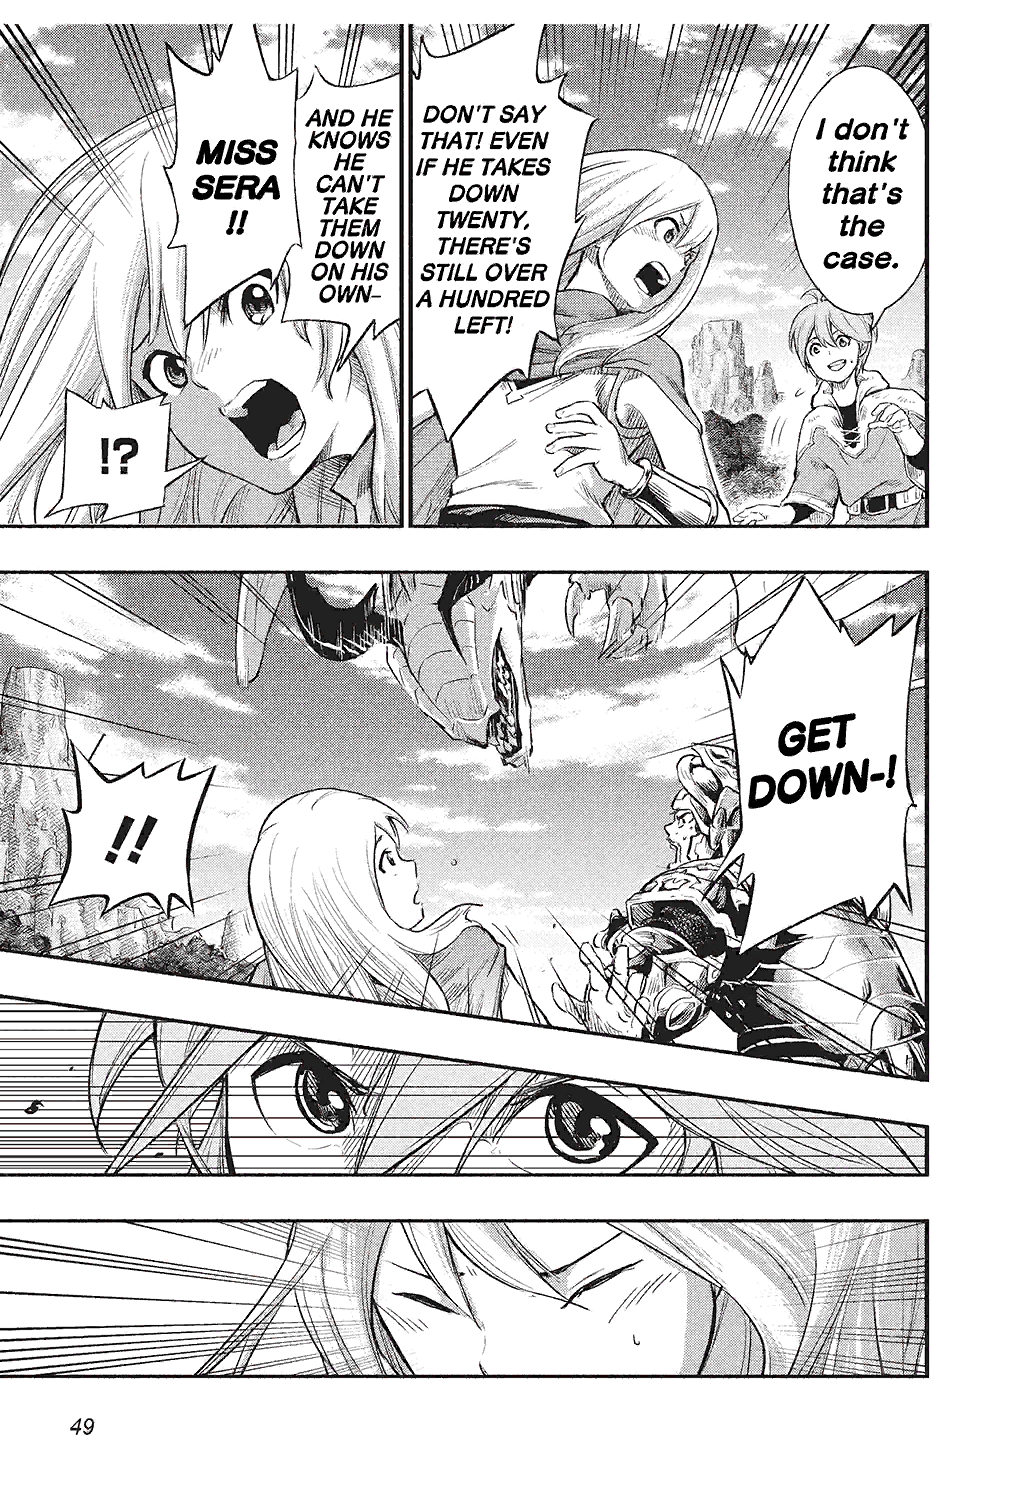 I don't
think
that's
the
case.
DON'T SAY
THAT! EVEN
IF HE TAKES
DOWN
TWENTY,
THERE'S
STILL OVER
A HUNDRED
LEFT!
AND HE
KNOWS
HE
CAN'T
TAKE
THEM
DOWN
ON HIS
OWN-
MISS
SERA
!!
!?
GET
DOWN-!
!!
49